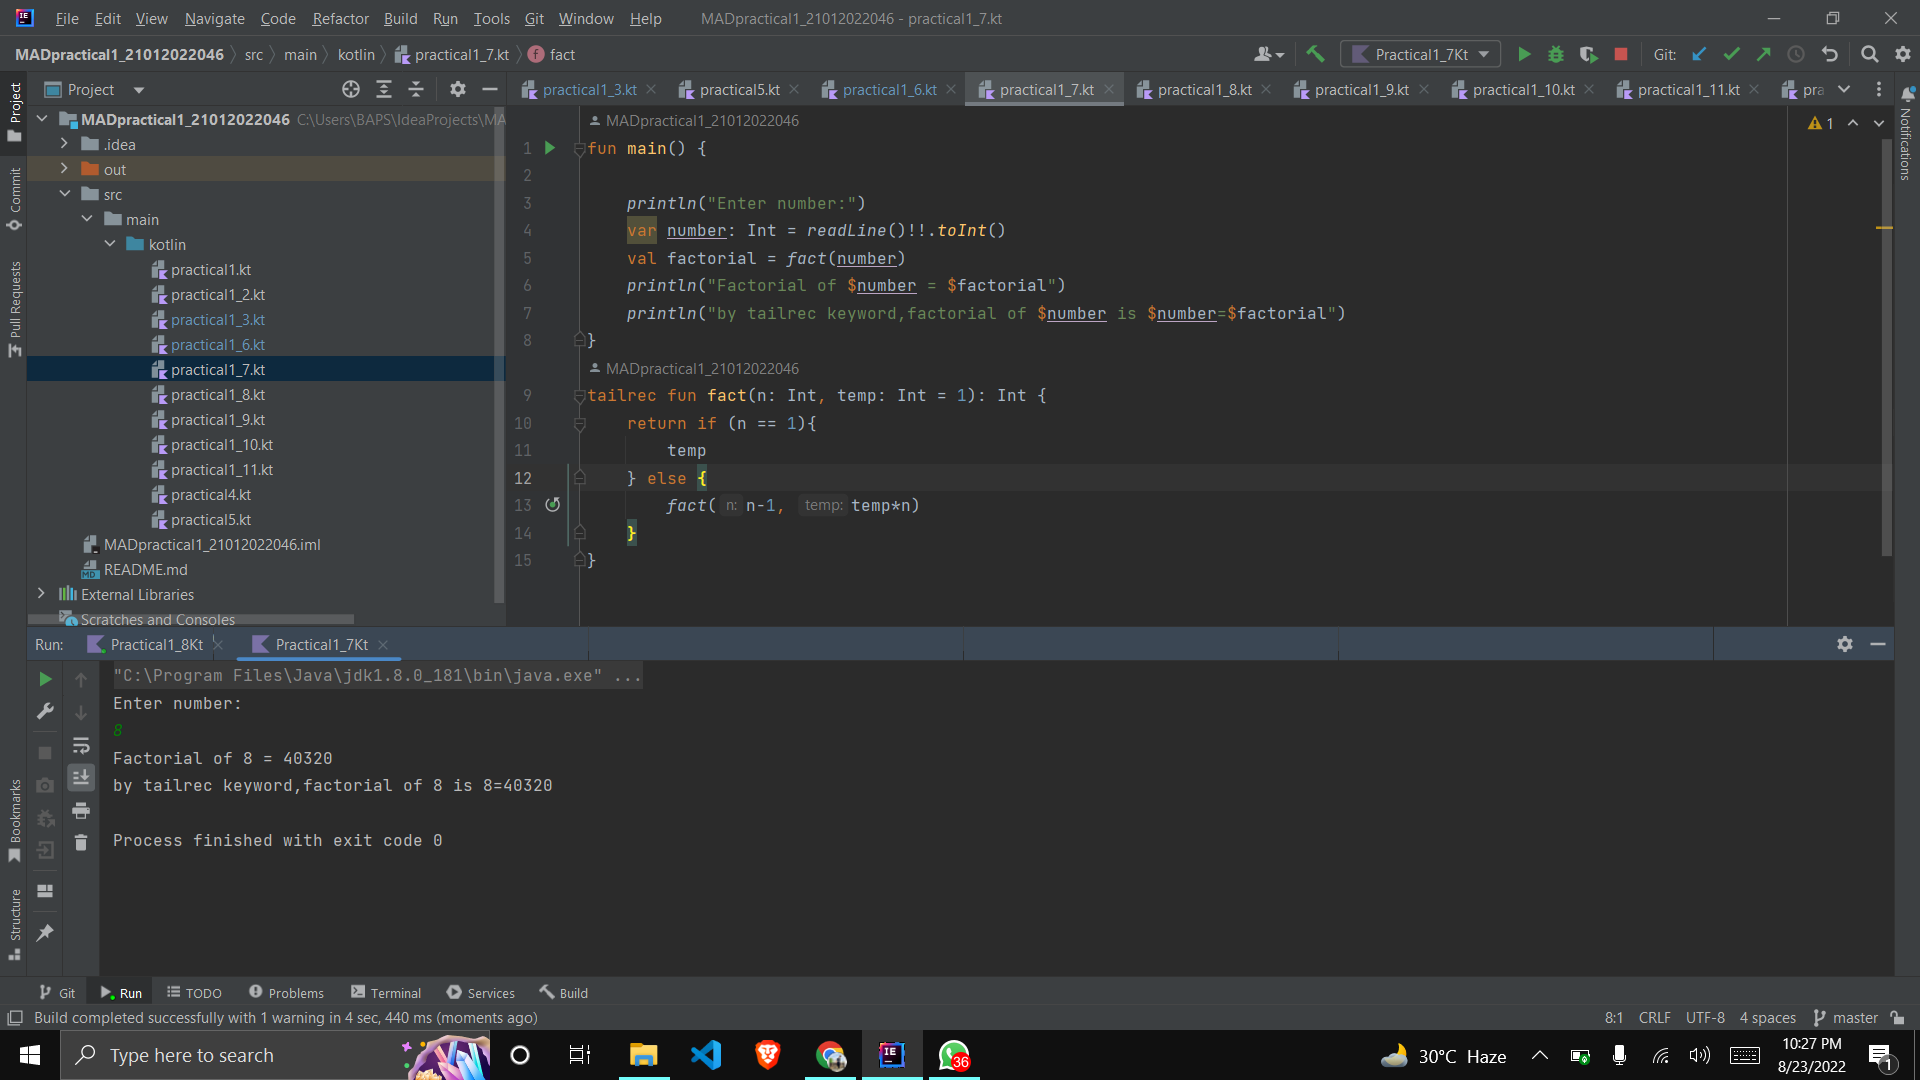 File Edit View Navigate Code Refactor Build Run Tools Git Window Help MADpractical1_21012022046 - practical1_7.kt
MADpractical1_21012022046 src main kotlin practical1_7.kt fact Practical1_7Kt Git:
Project
practical1_3.kt practical5.kt practical1_6.kt practical1_7.kt practical1_8.kt practical1_9.kt practical1_10.kt practical1_11.kt pra
MADpractical1_21012022046 C:\Users\BAPS\IdeaProjects\MA
.idea
out
src
main
kotlin
practical1.kt
practical1_2.kt
practical1_3.kt
practical1_6.kt
practical1_7.kt
practical1_8.kt
practical1_9.kt
practical1_10.kt
practical1_11.kt
practical4.kt
practical5.kt
MADpractical1_21012022046.iml
README.md
External Libraries
Scratches and Consoles
Project
Commit
Pull Requests
Bookmarks
Structure
Notifications
1
MADpractical1_21012022046
1 fun main() {
2
3 println("Enter number:")
4 var number: Int = readLine()!!.toInt()
5 val factorial = fact(number)
6 println("Factorial of $number = $factorial")
7 println("by tailrec keyword,factorial of $number is $number=$factorial")
8 }
MADpractical1_21012022046
9 tailrec fun fact(n: Int, temp: Int = 1): Int {
10 return if (n == 1){
11 temp
12 } else {
13 fact( n: n-1, temp: temp*n)
14 }
15 }
Run: Practical1_8Kt Practical1_7Kt
"C:\Program Files\Java\jdk1.8.0_181\bin\java.exe" ...
Enter number:
8
Factorial of 8 = 40320
by tailrec keyword,factorial of 8 is 8=40320
Process finished with exit code 0
Git Run TODO Problems Terminal Services Build
Build completed successfully with 1 warning in 4 sec, 440 ms (moments ago) 8:1 CRLF UTF-8 4 spaces master
Type here to search 36 30°C Haze 10:27 PM
8/23/2022 1